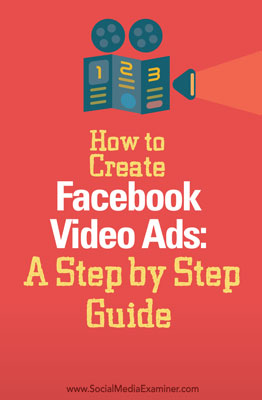 1 2 3
How to
Create
Facebook
Video Ads:
A Step by Step
Guide
www.SocialMediaExaminer.com